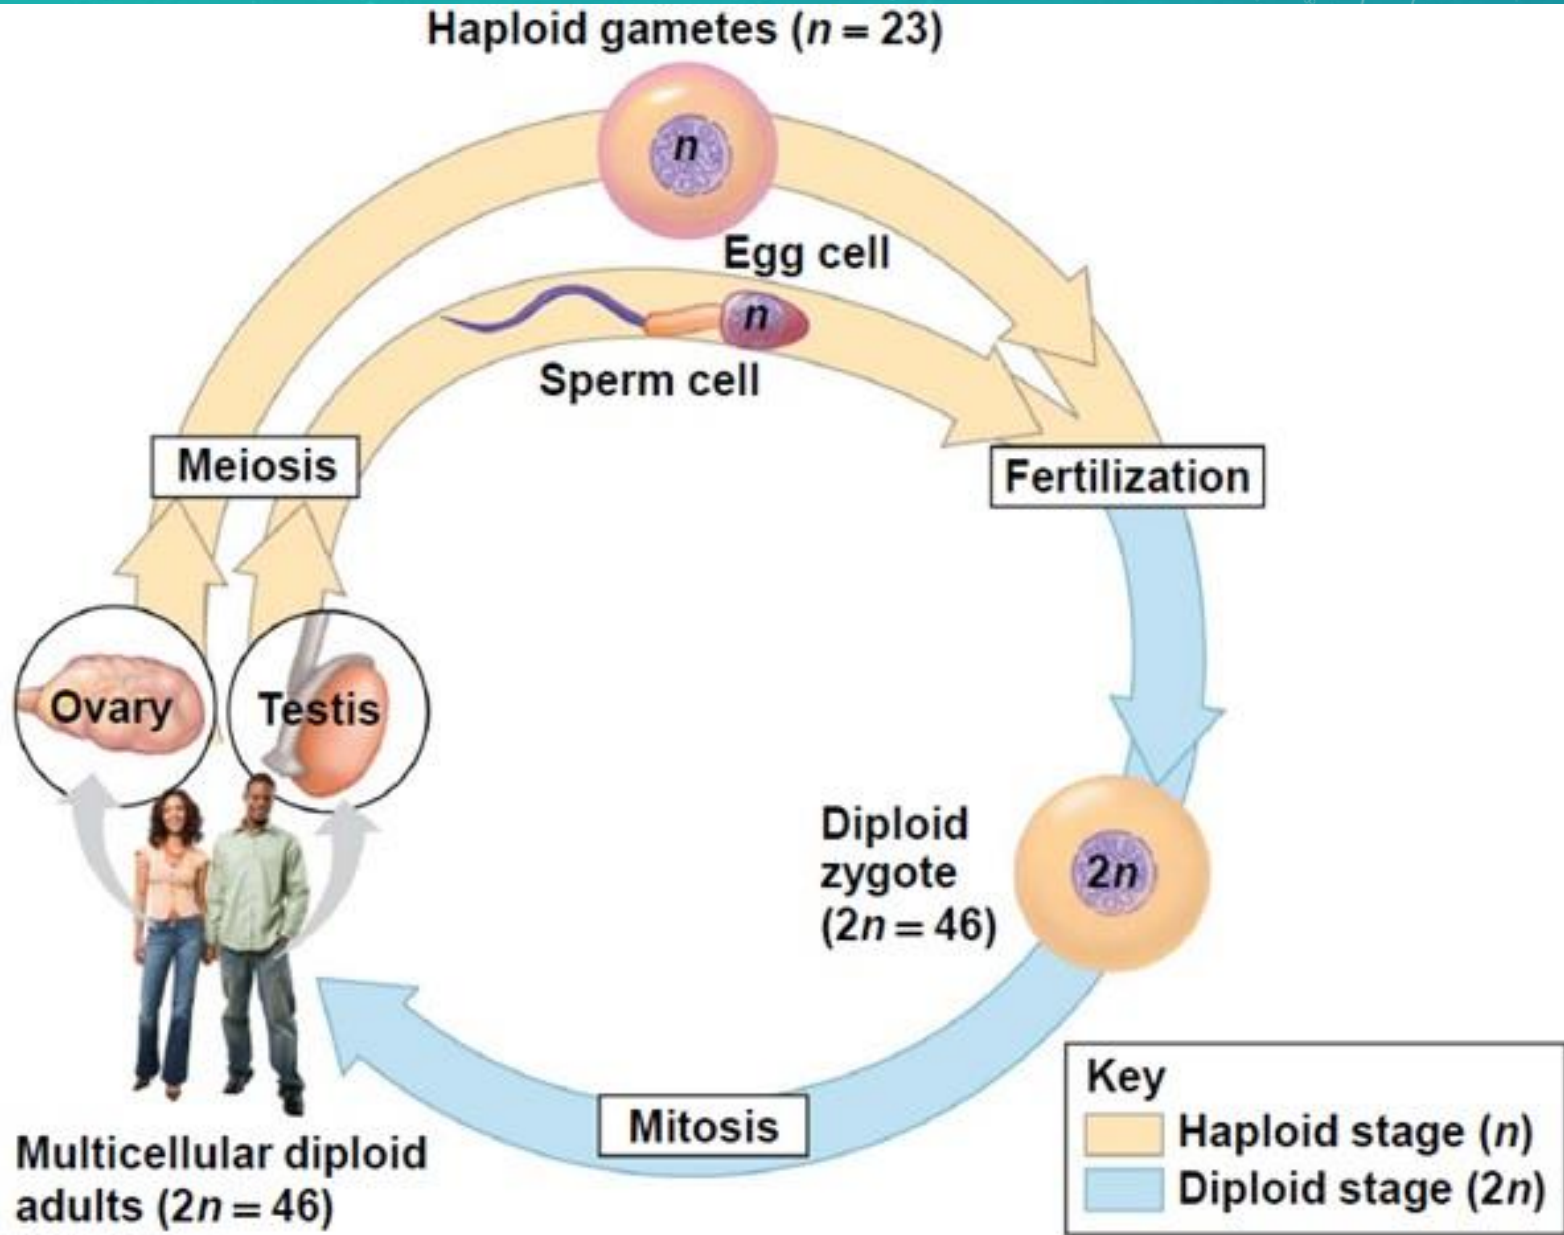 Haploid gametes (n = 23)
n
Egg cell
n
Sperm cell
Meiosis
Fertilization
Ovary
Testis
Diploid
zygote
(2n = 46)
2n
Mitosis
Multicellular diploid
adults (2n = 46)
Key
Haploid stage (n)
Diploid stage (2n)